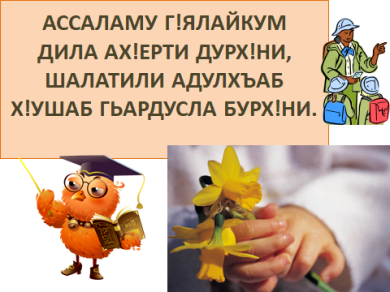 АССАЛАМУ Г!ЯЛАЙКУМ
ДИЛА АХ!ЕРТИ ДУРХ!НИ,
ШАЛАТИЛИ АДУЛХЪАБ
Х!УШАБ ГЬАРДУСЛА БУРХ!НИ.